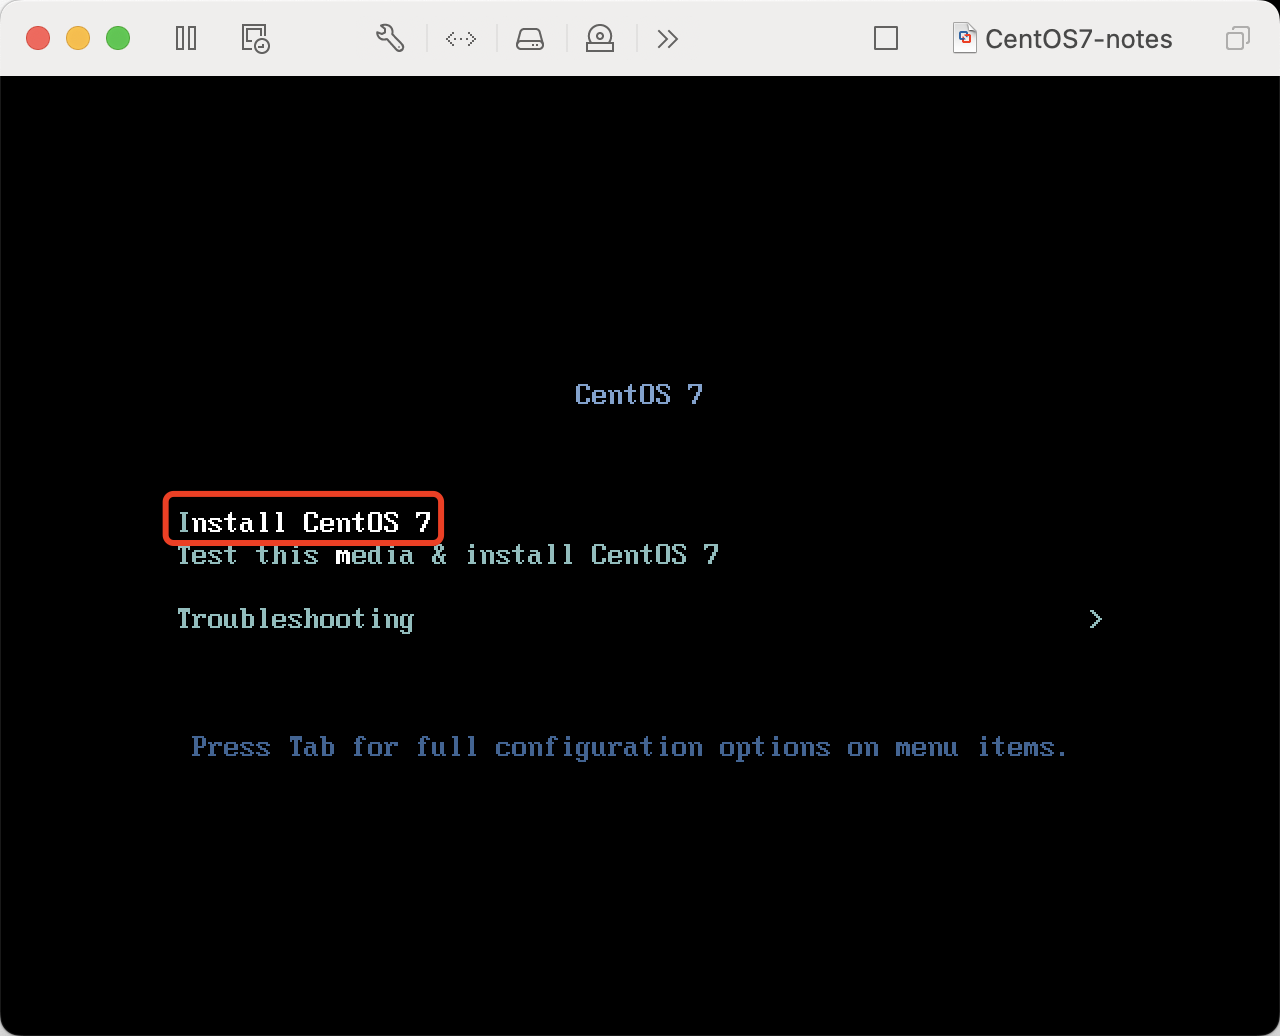 CentOS7-notes
CentOS 7
Install CentOS 7
Test this media & install CentOS 7
Troubleshooting >
Press Tab for full configuration options on menu items.